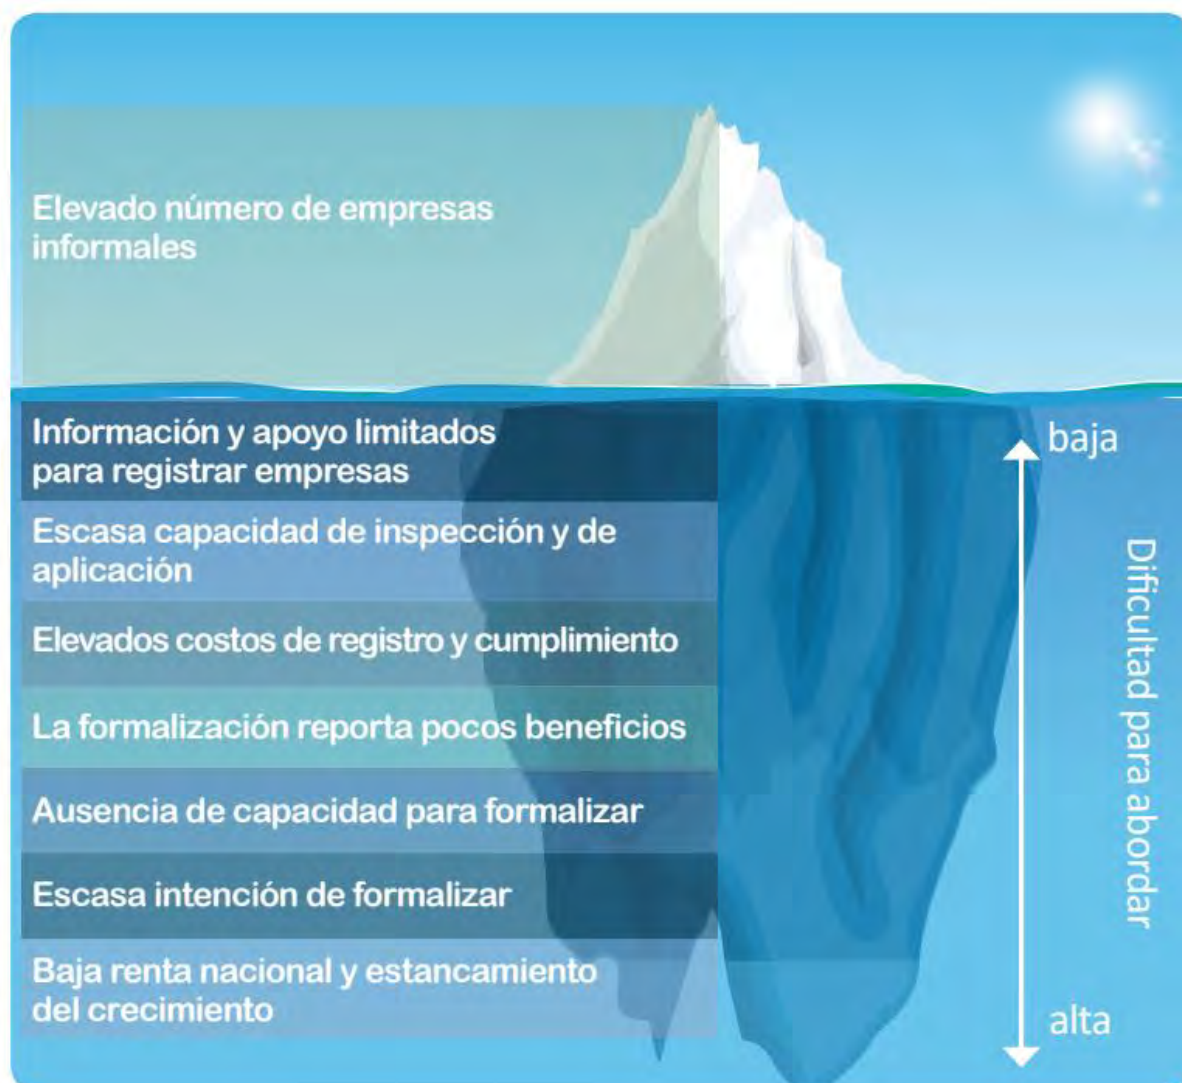 Elevado número de empresas
informales
Información y apoyo limitados
para registrar empresas
Escasa capacidad de inspección y de
aplicación
Elevados costos de registro y cumplimiento
La formalización reporta pocos beneficios
Ausencia de capacidad para formalizar
Escasa intención de formalizar
Baja renta nacional y estancamiento
del crecimiento
baja
Dificultad para abordar
alta